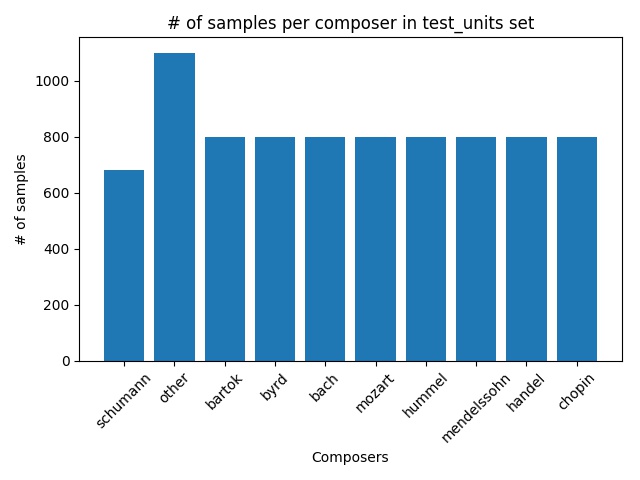 # of samples per composer in test_units set
# of samples
1000
800
600
400
200
0
schumann
other
bartok
byrd
bach
mozart
hummel
mendelssohn
handel
chopin
Composers